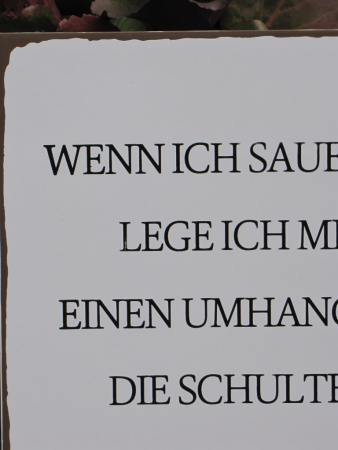 WENN ICH SAUE
LEGE ICH MI
EINEN UMHANG
DIE SCHULTE